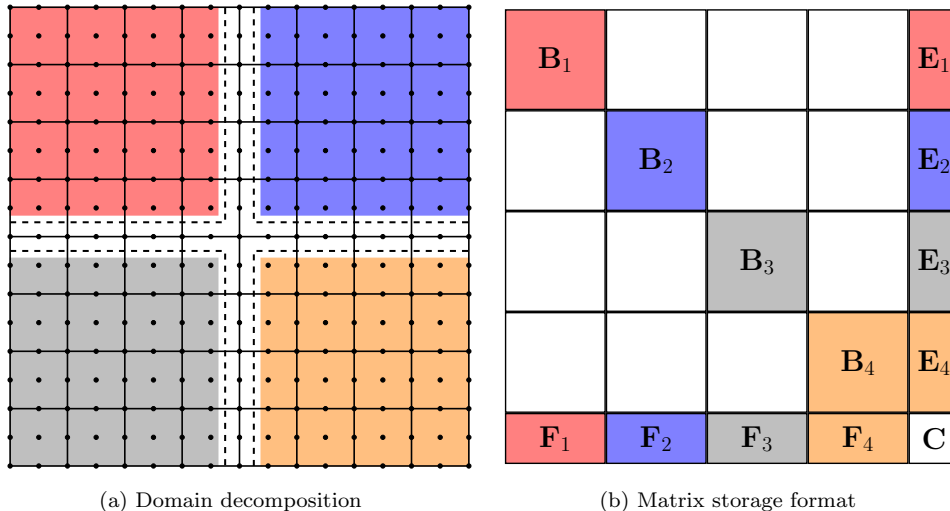 B₁ E₁
B₂ E₂
B₃ E₃
B₄ E₄
F₁ F₂ F₃ F₄ C
(a) Domain decomposition
(b) Matrix storage format